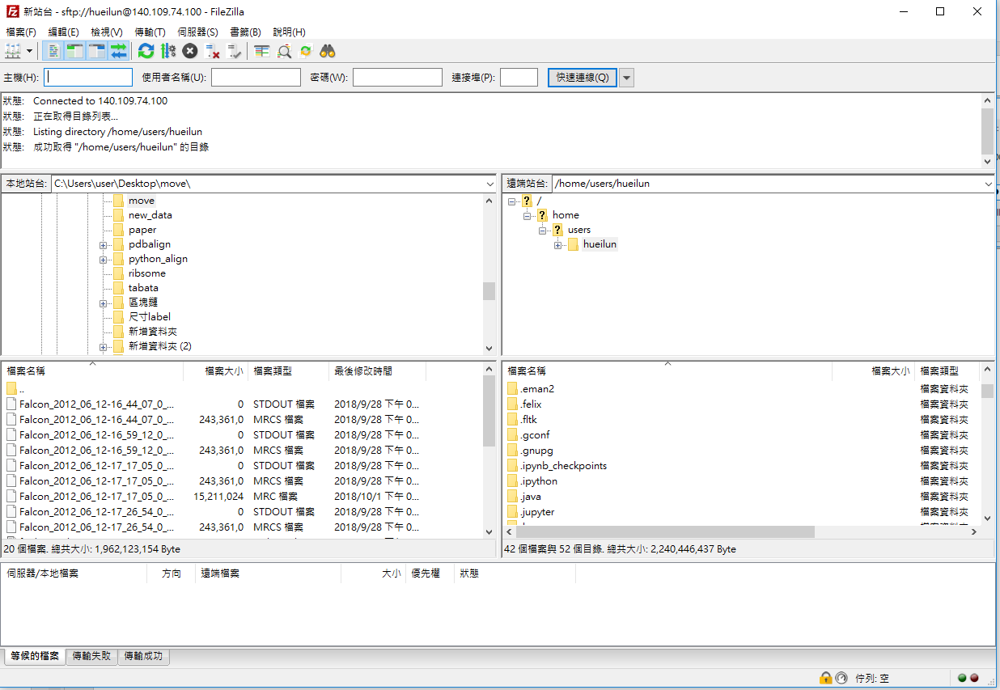 新站台 - sftp://hueilun@140.109.74.100 - FileZilla
檔案(F) 編輯(E) 檢視(V) 傳輸(T) 伺服器(S) 書籤(B) 說明(H)
主機(H): 使用者名稱(U): 密碼(W): 連接埠(P): 快速連線(Q)
狀態: Connected to 140.109.74.100
狀態: 正在取得目錄列表...
狀態: Listing directory /home/users/hueilun
狀態: 成功取得 "/home/users/hueilun" 的目錄
本地站台: C:\Users\user\Desktop\move\
move
new_data
paper
pdbalign
python_align
ribsome
tabata
區塊鏈
尺寸label
新增資料夾
新增資料夾 (2)
遠端站台: /home/users/hueilun
/
home
users
hueilun
檔案名稱 檔案大小 檔案類型 最後修改時間
..
Falcon_2012_06_12-16_44_07_0_... 0 STDOUT 檔案 2018/9/28 下午 0...
Falcon_2012_06_12-16_44_07_0_... 243,361,0 MRCS 檔案 2018/9/28 下午 0...
Falcon_2012_06_12-16_59_12_0_... 0 STDOUT 檔案 2018/9/28 下午 0...
Falcon_2012_06_12-16_59_12_0_... 243,361,0 MRCS 檔案 2018/9/28 下午 0...
Falcon_2012_06_12-17_17_05_0_... 0 STDOUT 檔案 2018/9/28 下午 0...
Falcon_2012_06_12-17_17_05_0_... 243,361,0 MRCS 檔案 2018/9/28 下午 0...
Falcon_2012_06_12-17_17_05_0_... 15,211,024 MRC 檔案 2018/10/1 下午 0...
Falcon_2012_06_12-17_26_54_0_... 0 STDOUT 檔案 2018/9/28 下午 0...
Falcon_2012_06_12-17_26_54_0_... 243,361,0 MRCS 檔案 2018/9/28 下午 0...
20 個檔案. 總共大小: 1,962,123,154 Byte
檔案名稱 檔案大小 檔案類型
.eman2 檔案資料夾
.felix 檔案資料夾
.fltk 檔案資料夾
.gconf 檔案資料夾
.gnupg 檔案資料夾
.ipynb_checkpoints 檔案資料夾
.ipython 檔案資料夾
.java 檔案資料夾
.jupyter 檔案資料夾
42 個檔案與 52 個目錄. 總共大小: 2,240,446,437 Byte
伺服器/本地檔案 方向 遠端檔案 大小 優先權 狀態
等候的檔案 傳輸失敗 傳輸成功
佇列: 空